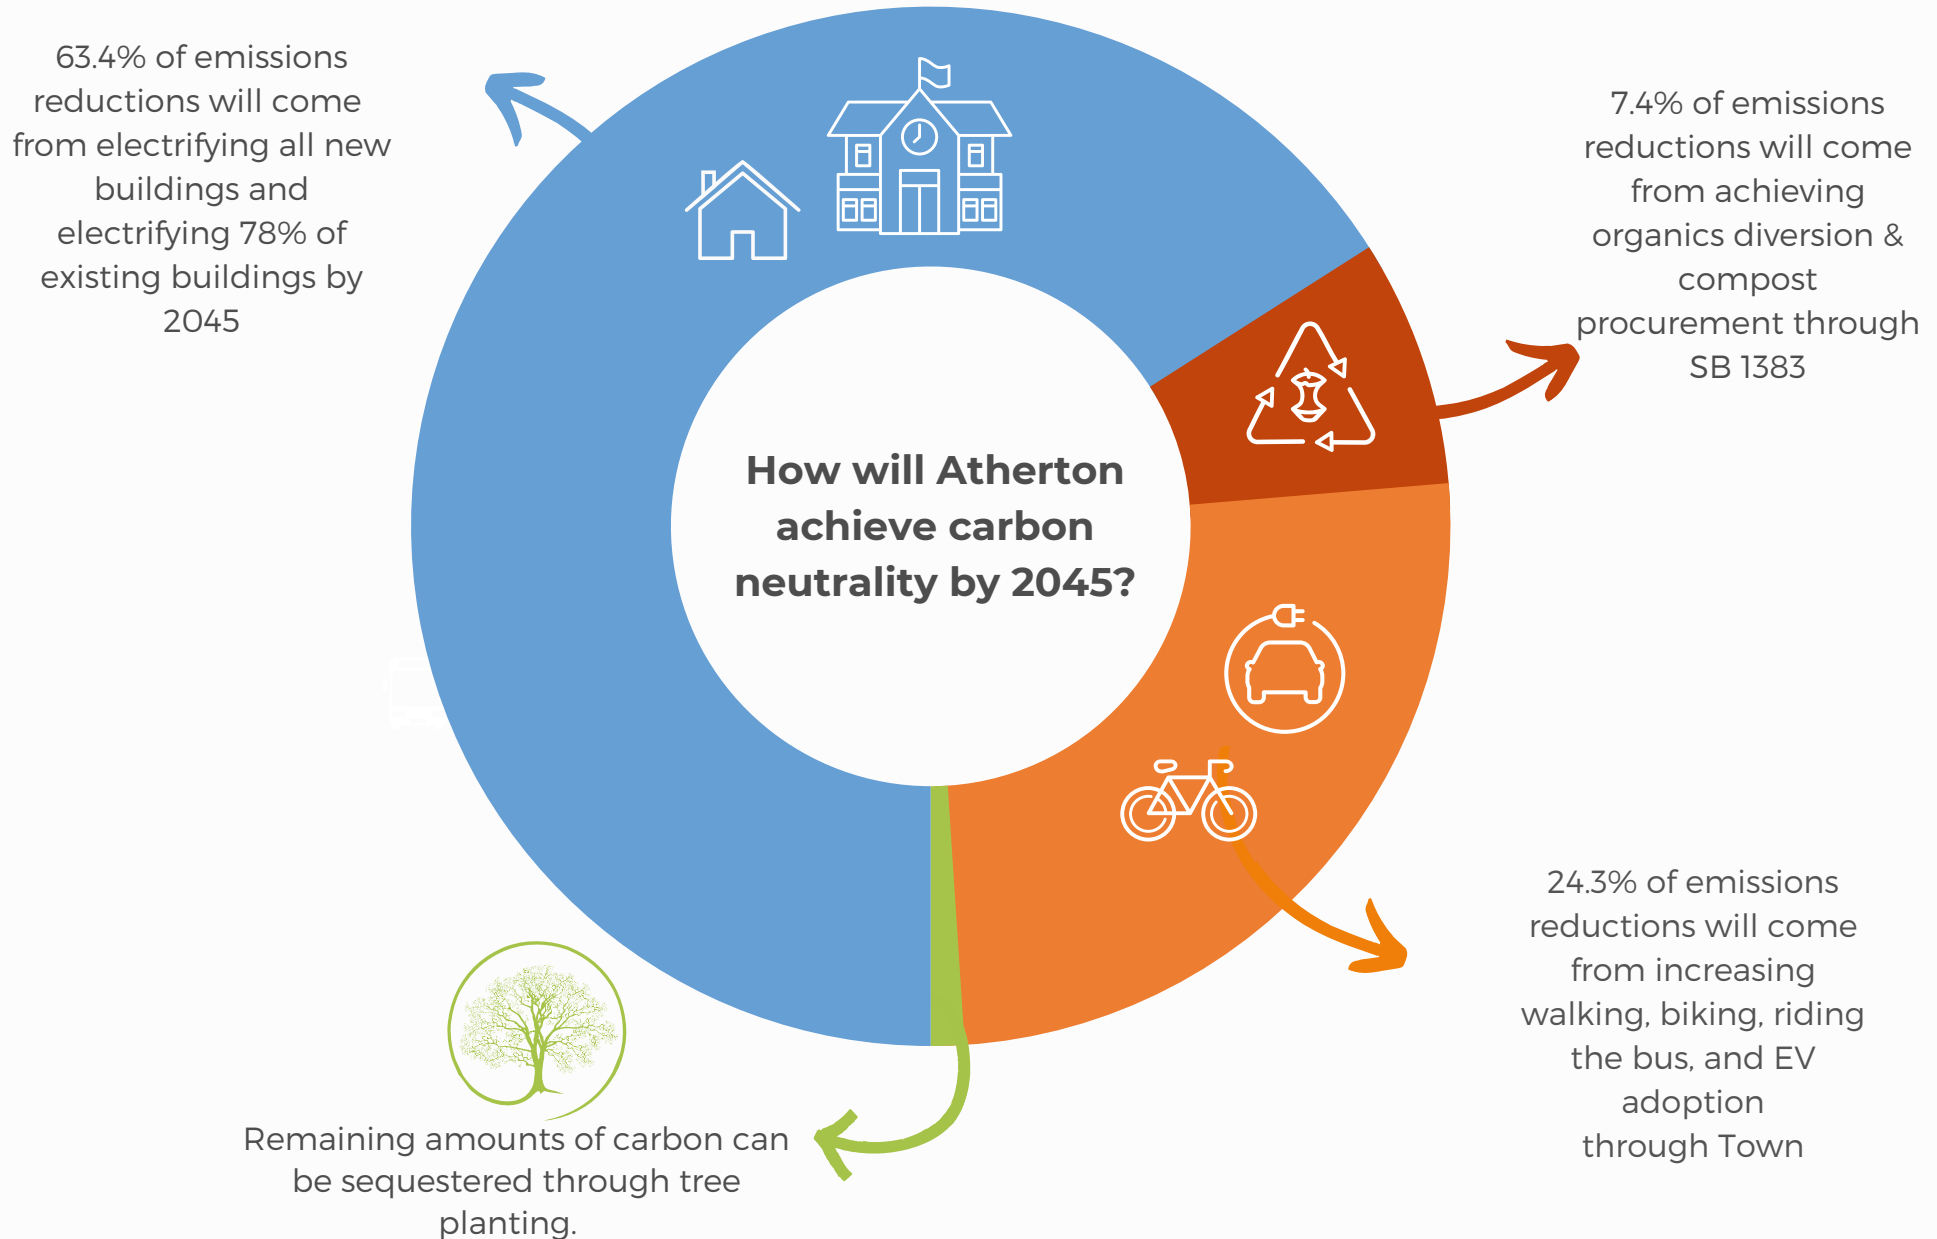 63.4% of emissions
reductions will come
from electrifying all new
buildings and
electrifying 78% of
existing buildings by
2045
7.4% of emissions
reductions will come
from achieving
organics diversion &
compost
procurement through
SB 1383
How will Atherton
achieve carbon
neutrality by 2045?
24.3% of emissions
reductions will come
from increasing
walking, biking, riding
the bus, and EV
adoption
through Town
Remaining amounts of carbon can
be sequestered through tree
planting.